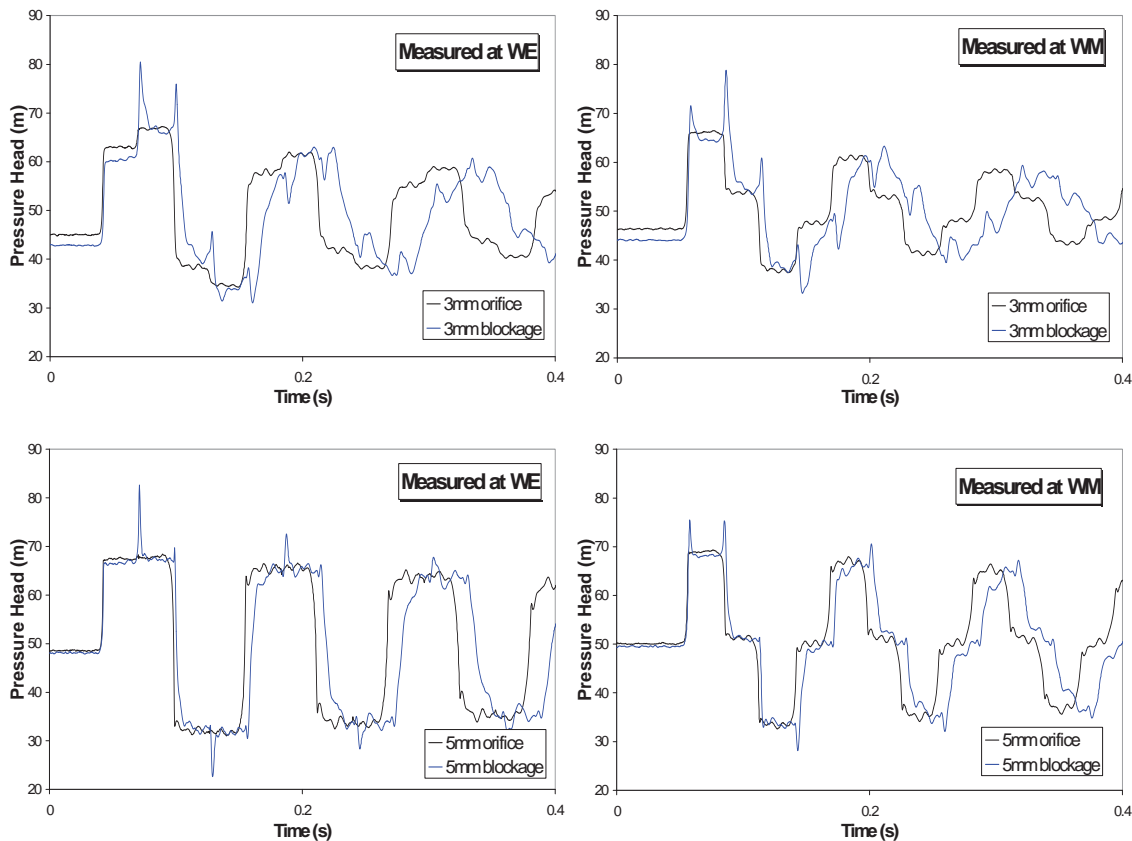 90
80
70
60
50
40
30
20
Pressure Head (m)
Measured at WE
3mm orifice
3mm blockage
0
0.2
0.4
Time (s)
90
80
70
60
50
40
30
20
Pressure Head (m)
Measured at WM
3mm orifice
3mm blockage
0
0.2
0.4
Time (s)
90
80
70
60
50
40
30
20
Pressure Head (m)
Measured at WE
5mm orifice
5mm blockage
0
0.2
0.4
Time (s)
90
80
70
60
50
40
30
20
Pressure Head (m)
Measured at WM
5mm orifice
5mm blockage
0
0.2
0.4
Time (s)